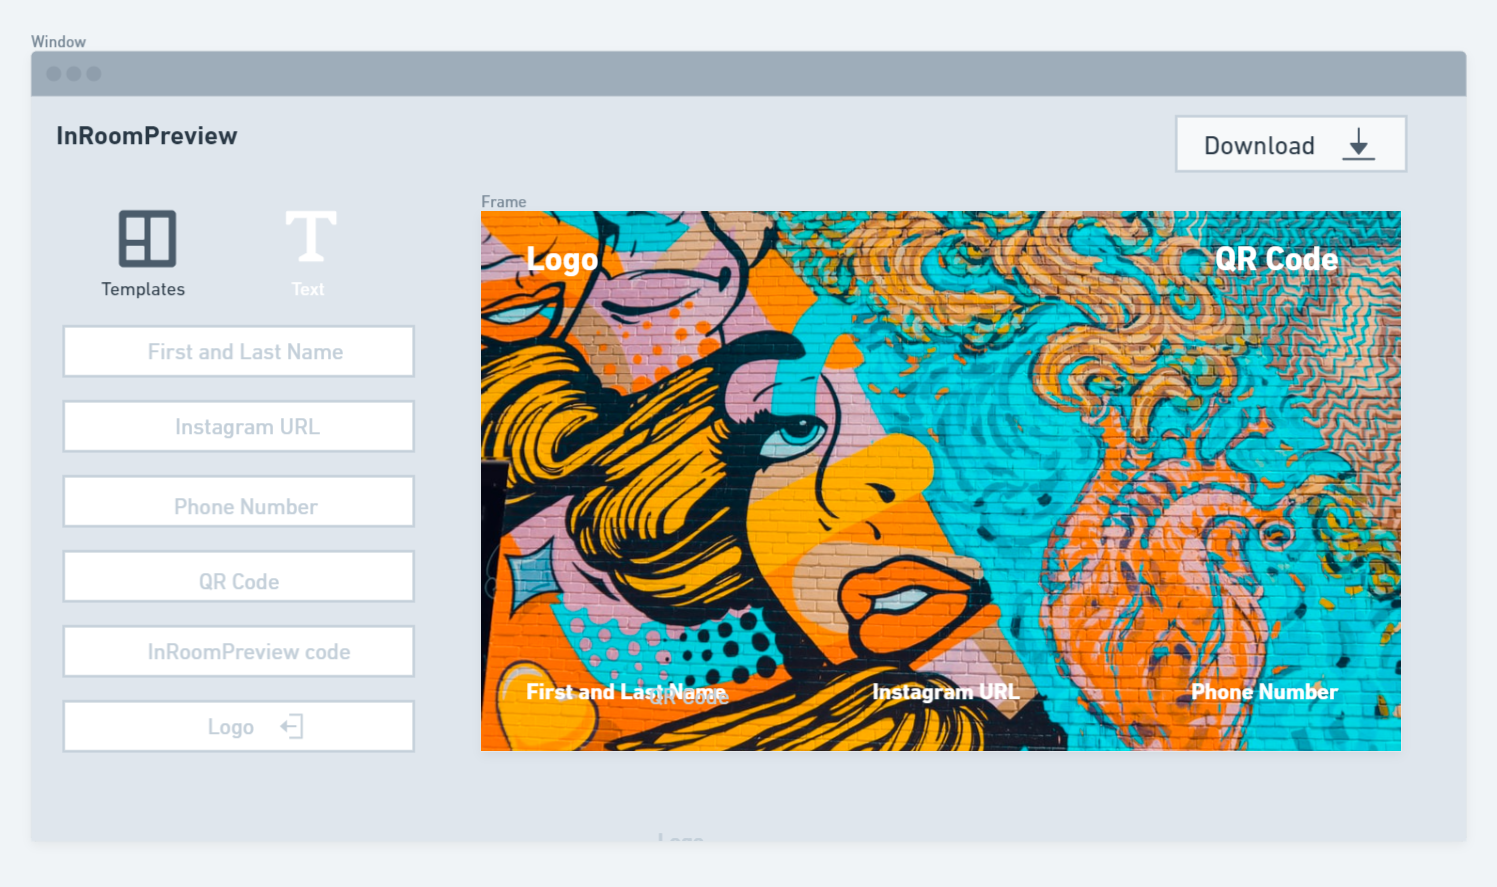 Window
InRoomPreview
Download
Templates
Text
First and Last Name
Instagram URL
Phone Number
QR Code
InRoomPreview code
Logo
Frame
Logo
QR Code
First and Last Name
QR Code
Instagram URL
Phone Number
Logo